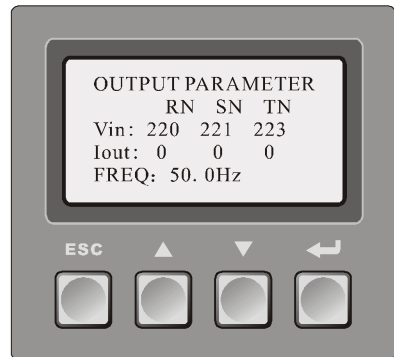 OUTPUT PARAMETER
RN SN TN
Vin: 220 221 223
Iout: 0 0 0
FREQ: 50. 0Hz
ESC